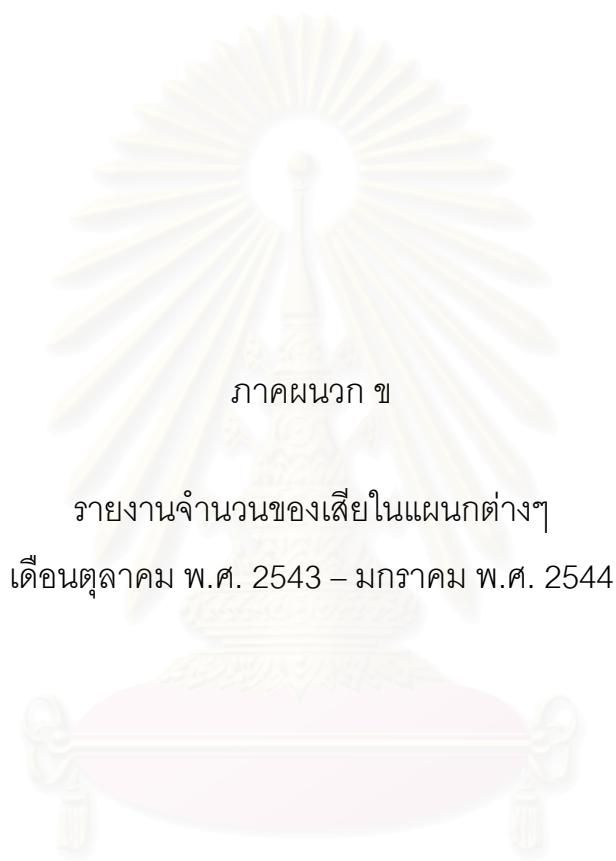 ภาคผนวก ข
รายงานจำนวนของเสียในแผนกต่างๆ
เดือนตุลาคม พ.ศ. 2543 – มกราคม พ.ศ. 2544